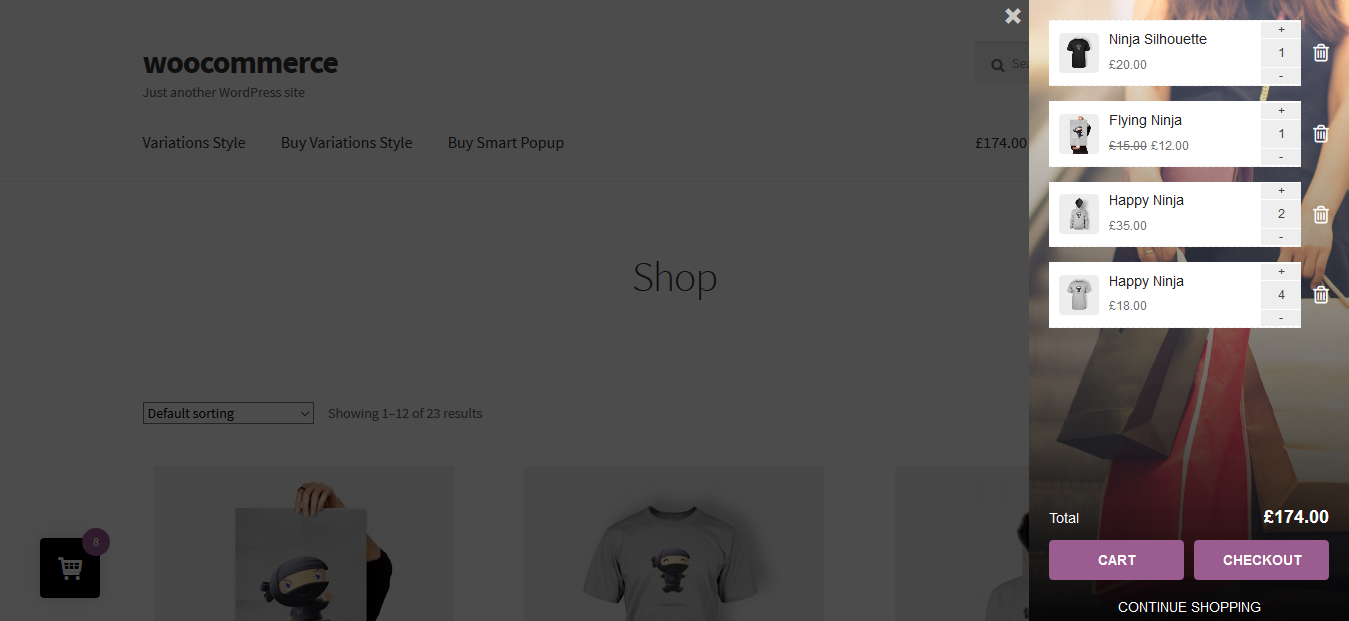 woocommerce
Just another WordPress site
Variations Style
Buy Variations Style
Buy Smart Popup
£174.00
Shop
Default sorting
Showing 1–12 of 23 results
8
Ninja Silhouette
£20.00
+
1
-
Flying Ninja
£15.00 £12.00
+
1
-
Happy Ninja
£35.00
+
2
-
Happy Ninja
£18.00
+
4
-
Total
£174.00
CART
CHECKOUT
CONTINUE SHOPPING